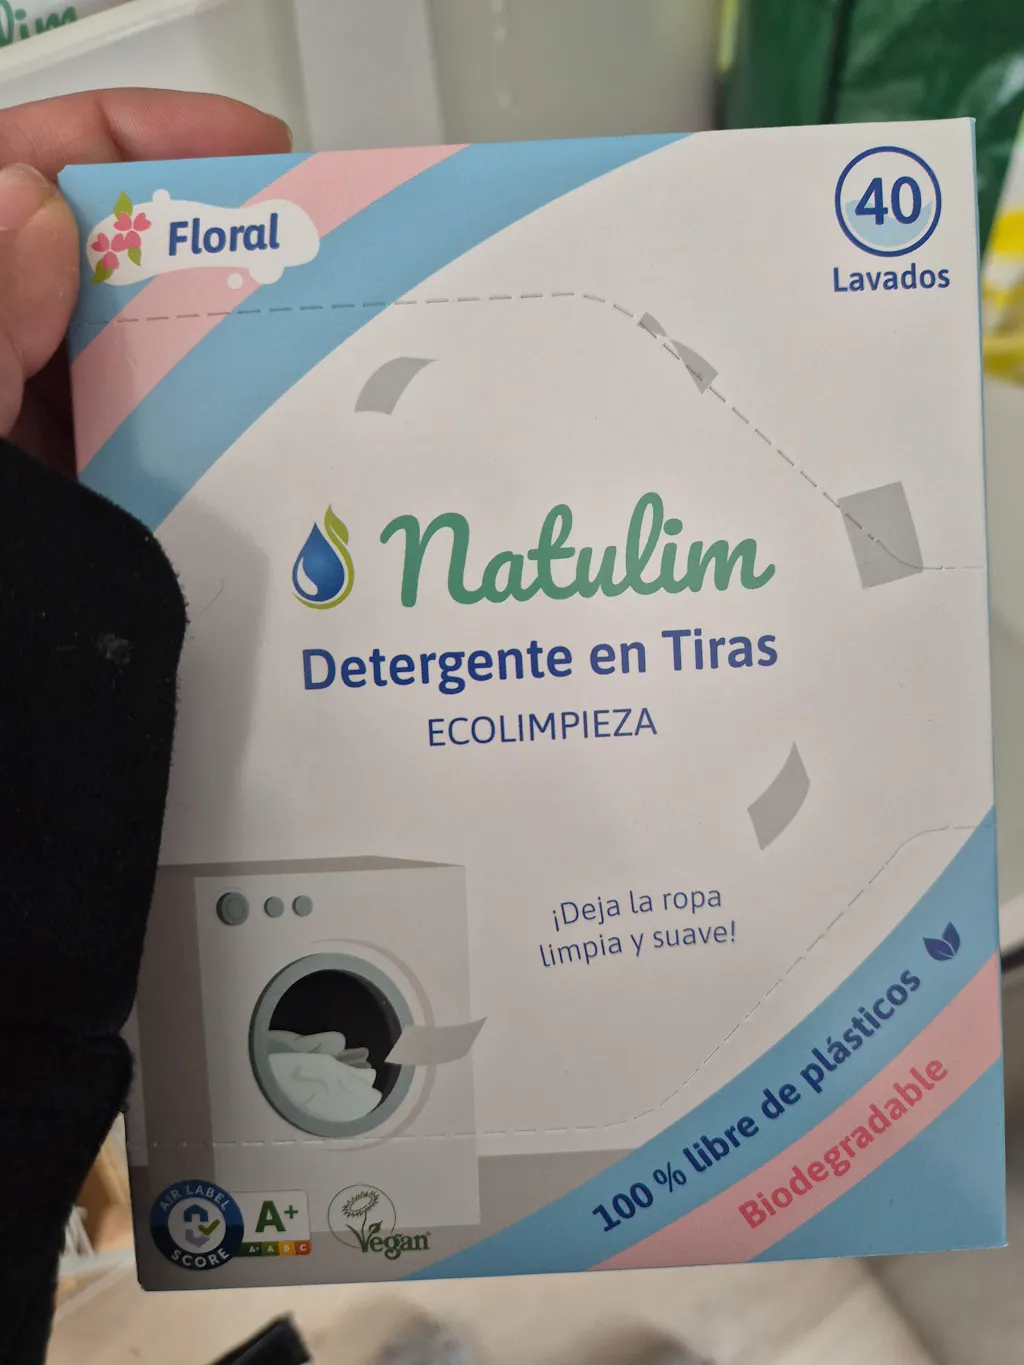 Floral
40
Lavados
Natulim
Detergente en Tiras
ECOLIMPIEZA
¡Deja la ropa
limpia y suave!
100 % libre de plásticos
Biodegradable
AIR LABEL
SCORE
A+
A+ A B C
Vegan